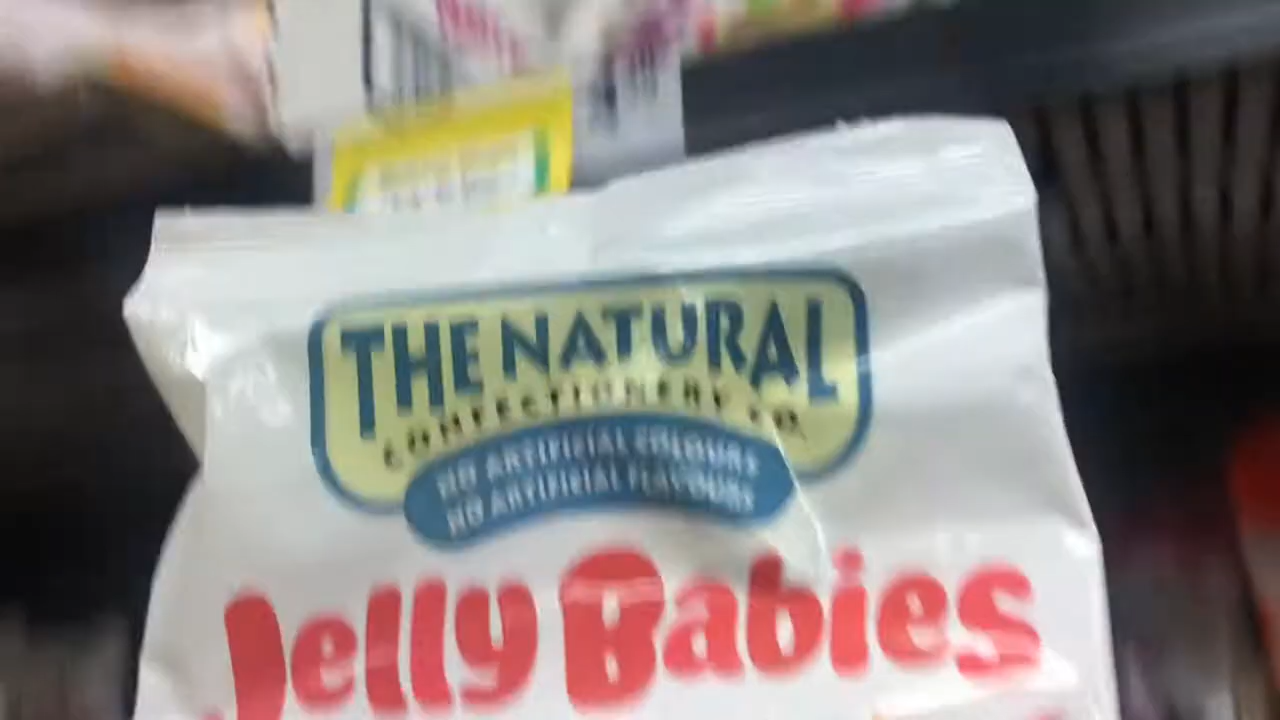 THE NATURAL
CONFECTIONERY CO.
NO ARTIFICIAL COLOURS
NO ARTIFICIAL FLAVOURS
Jelly Babies